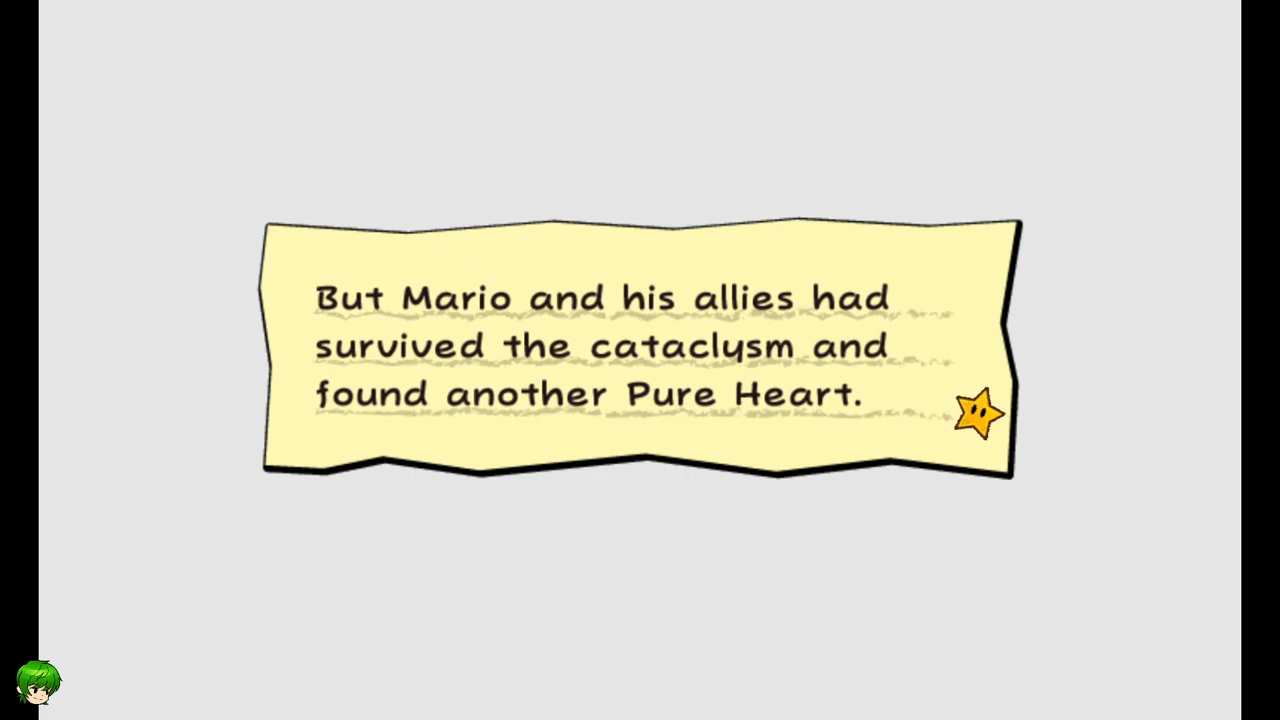 But Mario and his allies had
survived the cataclysm and
found another Pure Heart.